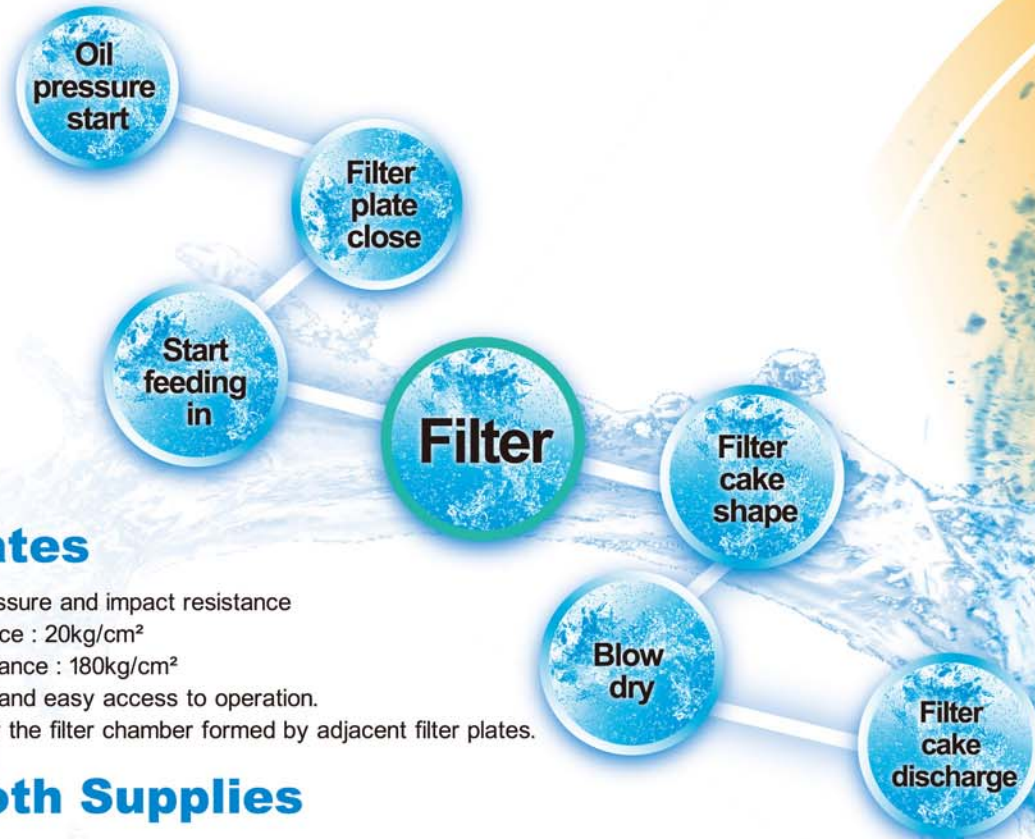 Oil
pressure
start
Filter
plate
close
Start
feeding
in
Filter
Filter
cake
shape
Blow
dry
Filter
cake
discharge
ates
ssure and impact resistance
ce : 20kg/cm²
ance : 180kg/cm²
and easy access to operation.
the filter chamber formed by adjacent filter plates.
oth Supplies